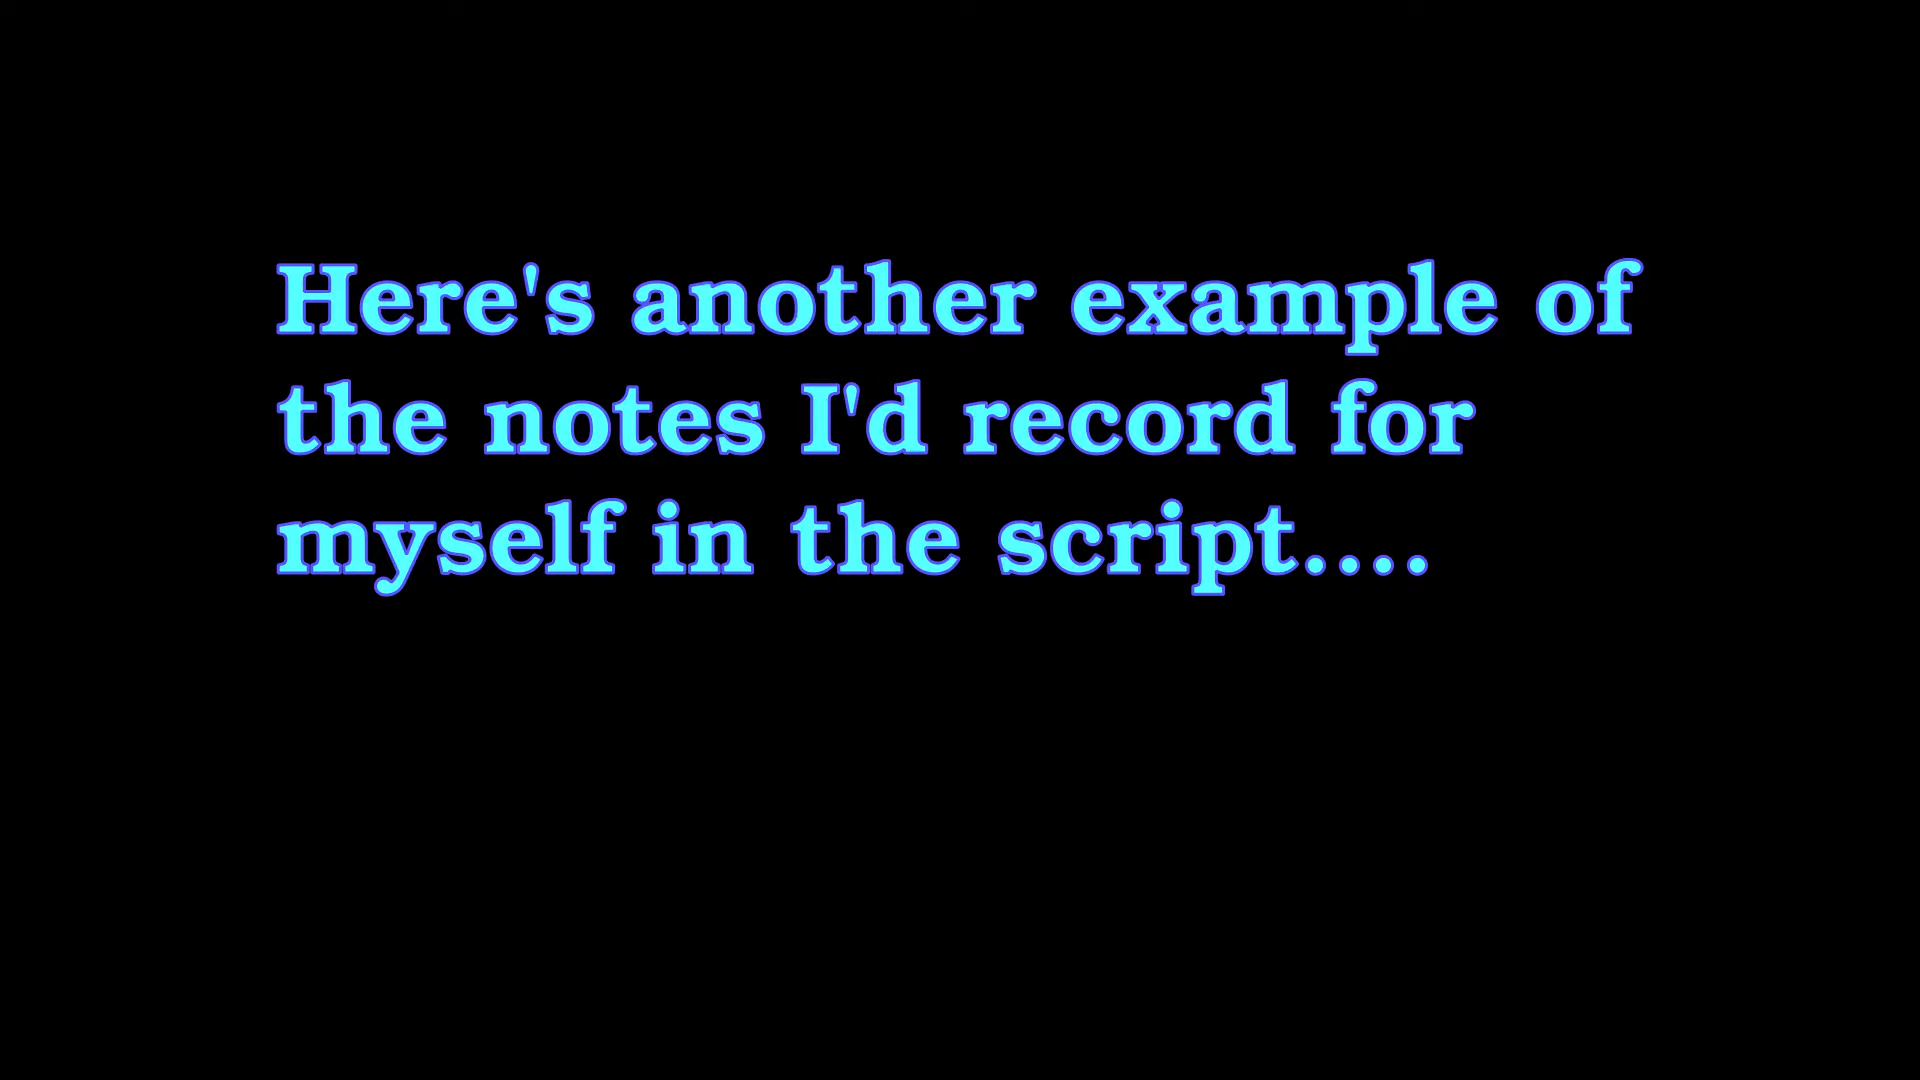 Here's another example of
the notes I'd record for
myself in the script....